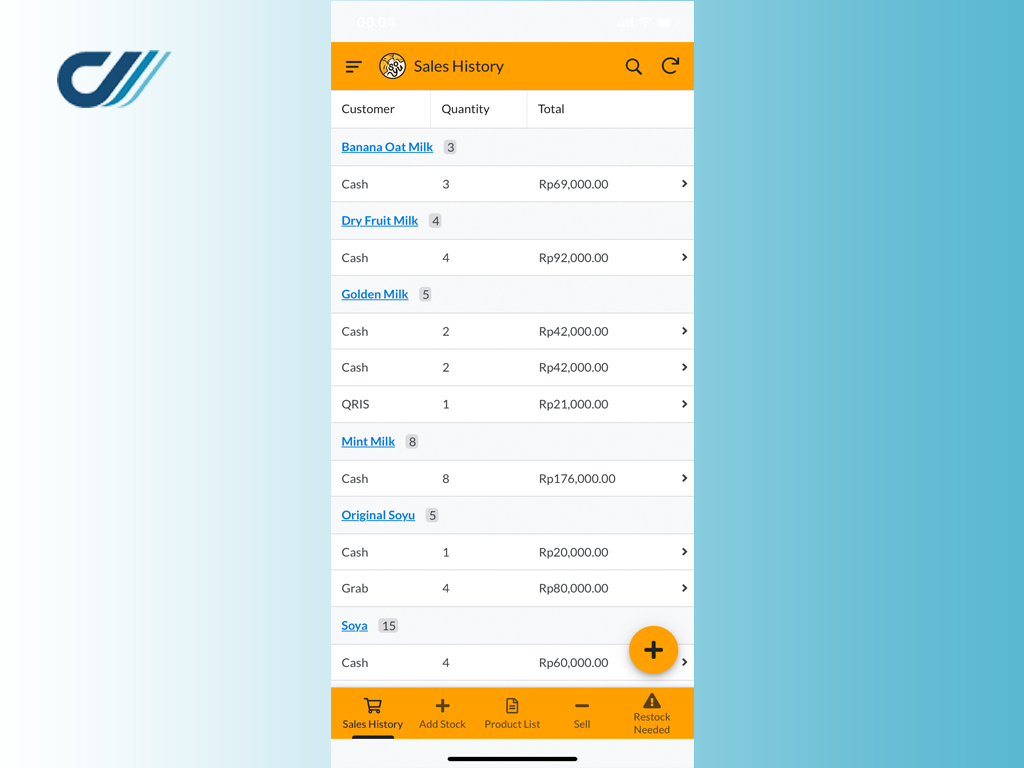 00:04
Sales History
Customer Quantity Total
Banana Oat Milk 3
Cash 3 Rp69,000.00
Dry Fruit Milk 4
Cash 4 Rp92,000.00
Golden Milk 5
Cash 2 Rp42,000.00
Cash 2 Rp42,000.00
QRIS 1 Rp21,000.00
Mint Milk 8
Cash 8 Rp176,000.00
Original Soyu 5
Cash 1 Rp20,000.00
Grab 4 Rp80,000.00
Soya 15
Cash 4 Rp60,000.00
Sales History Add Stock Product List Sell Restock
Needed